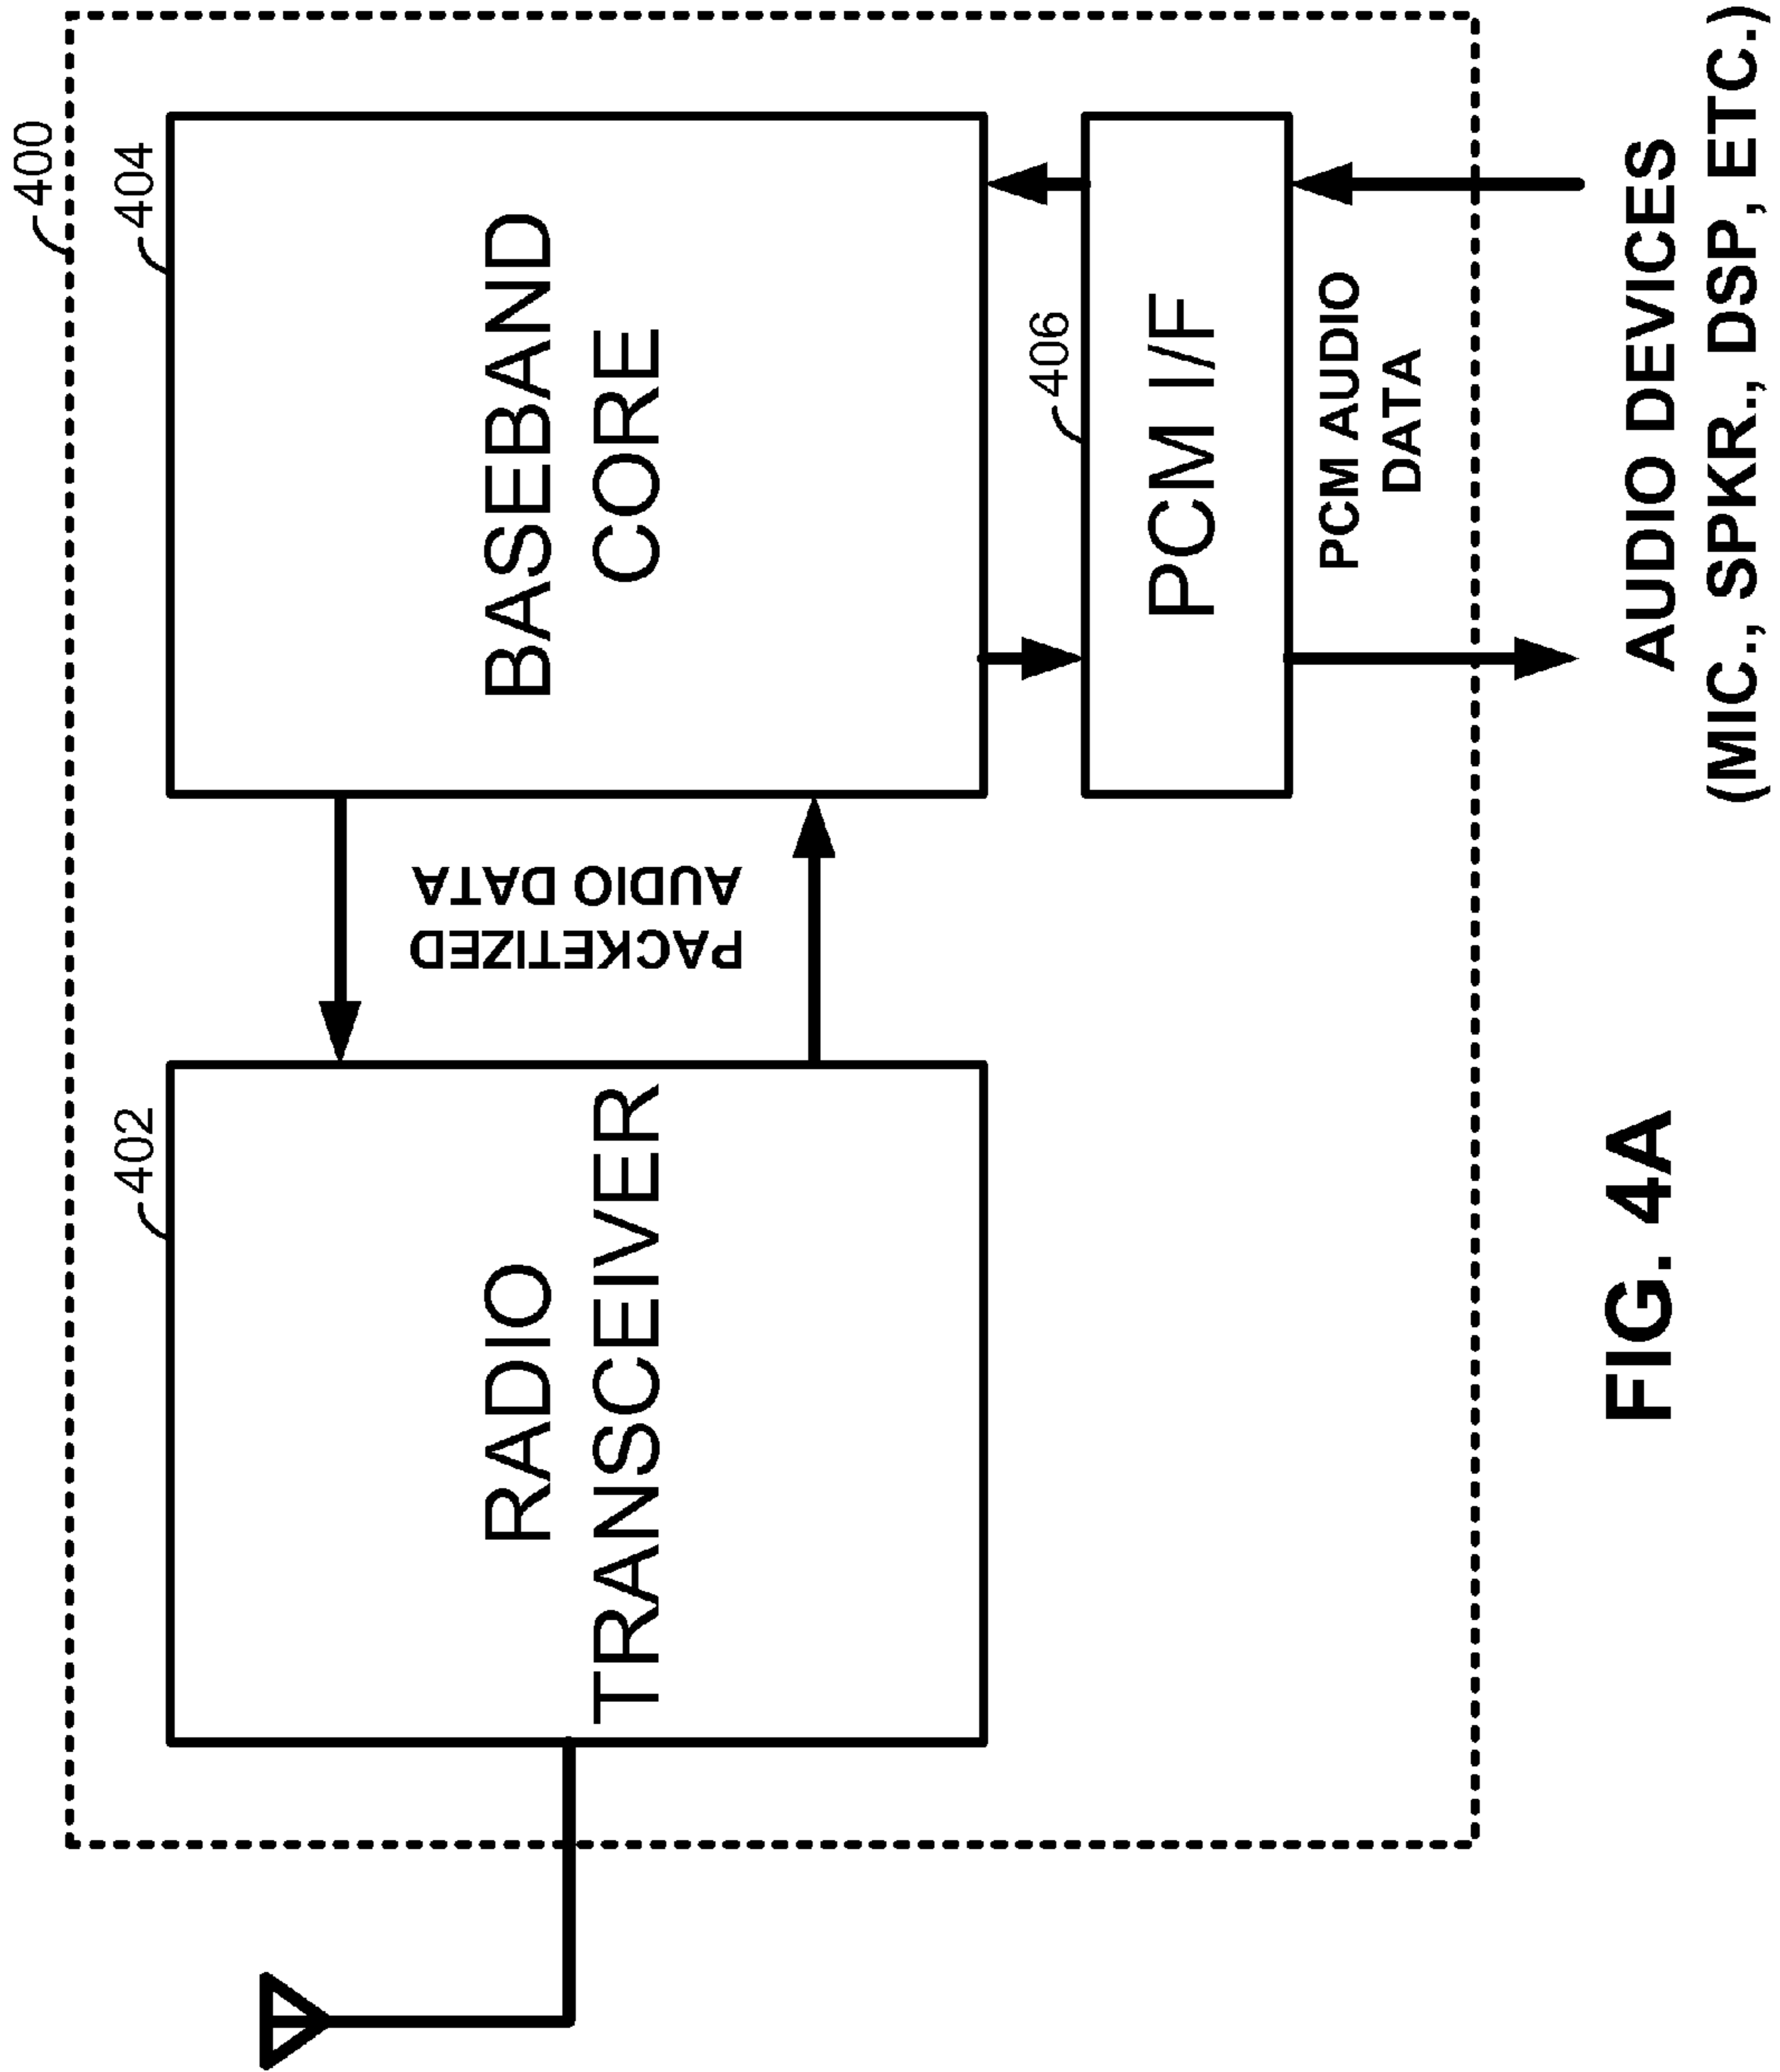 400
402
404
RADIO
TRANSCEIVER
PACKETIZED
AUDIO DATA
BASEBAND
CORE
406
PCM I/F
PCM AUDIO
DATA
AUDIO DEVICES
(MIC., SPKR., DSP, ETC.)
FIG. 4A